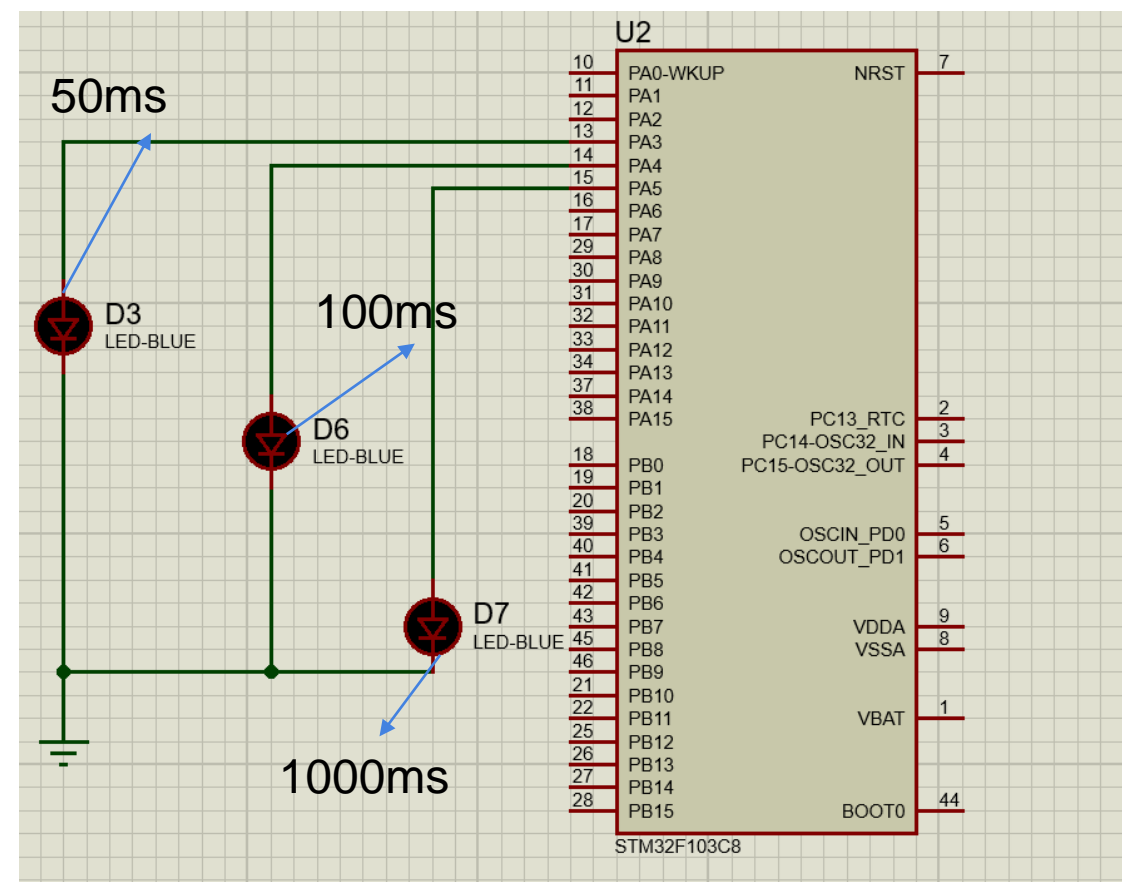 U2
50ms
100ms
1000ms
D3
LED-BLUE
D6
LED-BLUE
D7
LED-BLUE
10 PA0-WKUP
11 PA1
12 PA2
13 PA3
14 PA4
15 PA5
16 PA6
17 PA7
29 PA8
30 PA9
31 PA10
32 PA11
33 PA12
34 PA13
37 PA14
38 PA15
18 PB0
19 PB1
20 PB2
39 PB3
40 PB4
41 PB5
42 PB6
43 PB7
45 PB8
46 PB9
21 PB10
22 PB11
25 PB12
26 PB13
27 PB14
28 PB15
NRST 7
PC13_RTC 2
PC14-OSC32_IN 3
PC15-OSC32_OUT 4
OSCIN_PD0 5
OSCOUT_PD1 6
VDDA 9
VSSA 8
VBAT 1
BOOT0 44
STM32F103C8